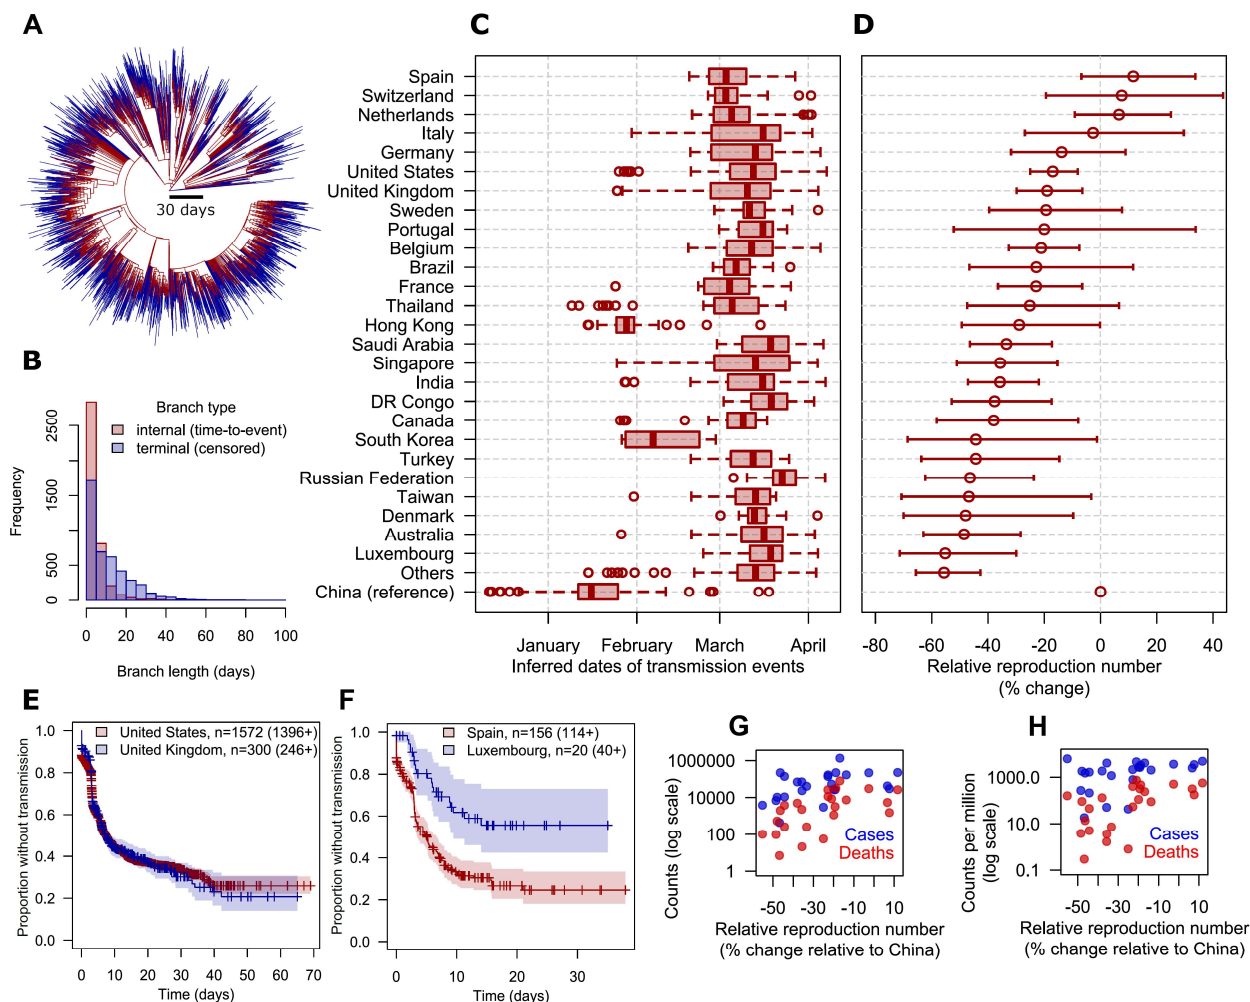 A
30 days
B
Branch type
internal (time-to-event)
terminal (censored)
Frequency
2500
1500
500
0
0 20 40 60 80 100
Branch length (days)
C
Spain
Switzerland
Netherlands
Italy
Germany
United States
United Kingdom
Sweden
Portugal
Belgium
Brazil
France
Thailand
Hong Kong
Saudi Arabia
Singapore
India
DR Congo
Canada
South Korea
Turkey
Russian Federation
Taiwan
Denmark
Australia
Luxembourg
Others
China (reference)
January February March April
Inferred dates of transmission events
D
-80 -60 -40 -20 0 20 40
Relative reproduction number
(% change)
E
United States, n=1572 (1396+)
United Kingdom, n=300 (246+)
Proportion without transmission
1.0
0.8
0.6
0.4
0.2
0.0
0 10 20 30 40 50 60 70
Time (days)
F
Spain, n=156 (114+)
Luxembourg, n=20 (40+)
Proportion without transmission
1.0
0.8
0.6
0.4
0.2
0.0
0 10 20 30
Time (days)
G
Counts (log scale)
1000000
10000
100
1
Cases
Deaths
-50 -30 -10 10
Relative reproduction number
(% change relative to China)
H
Counts per million
(log scale)
1000.0
10.0
0.1
Cases
Deaths
-50 -30 -10 10
Relative reproduction number
(% change relative to China)